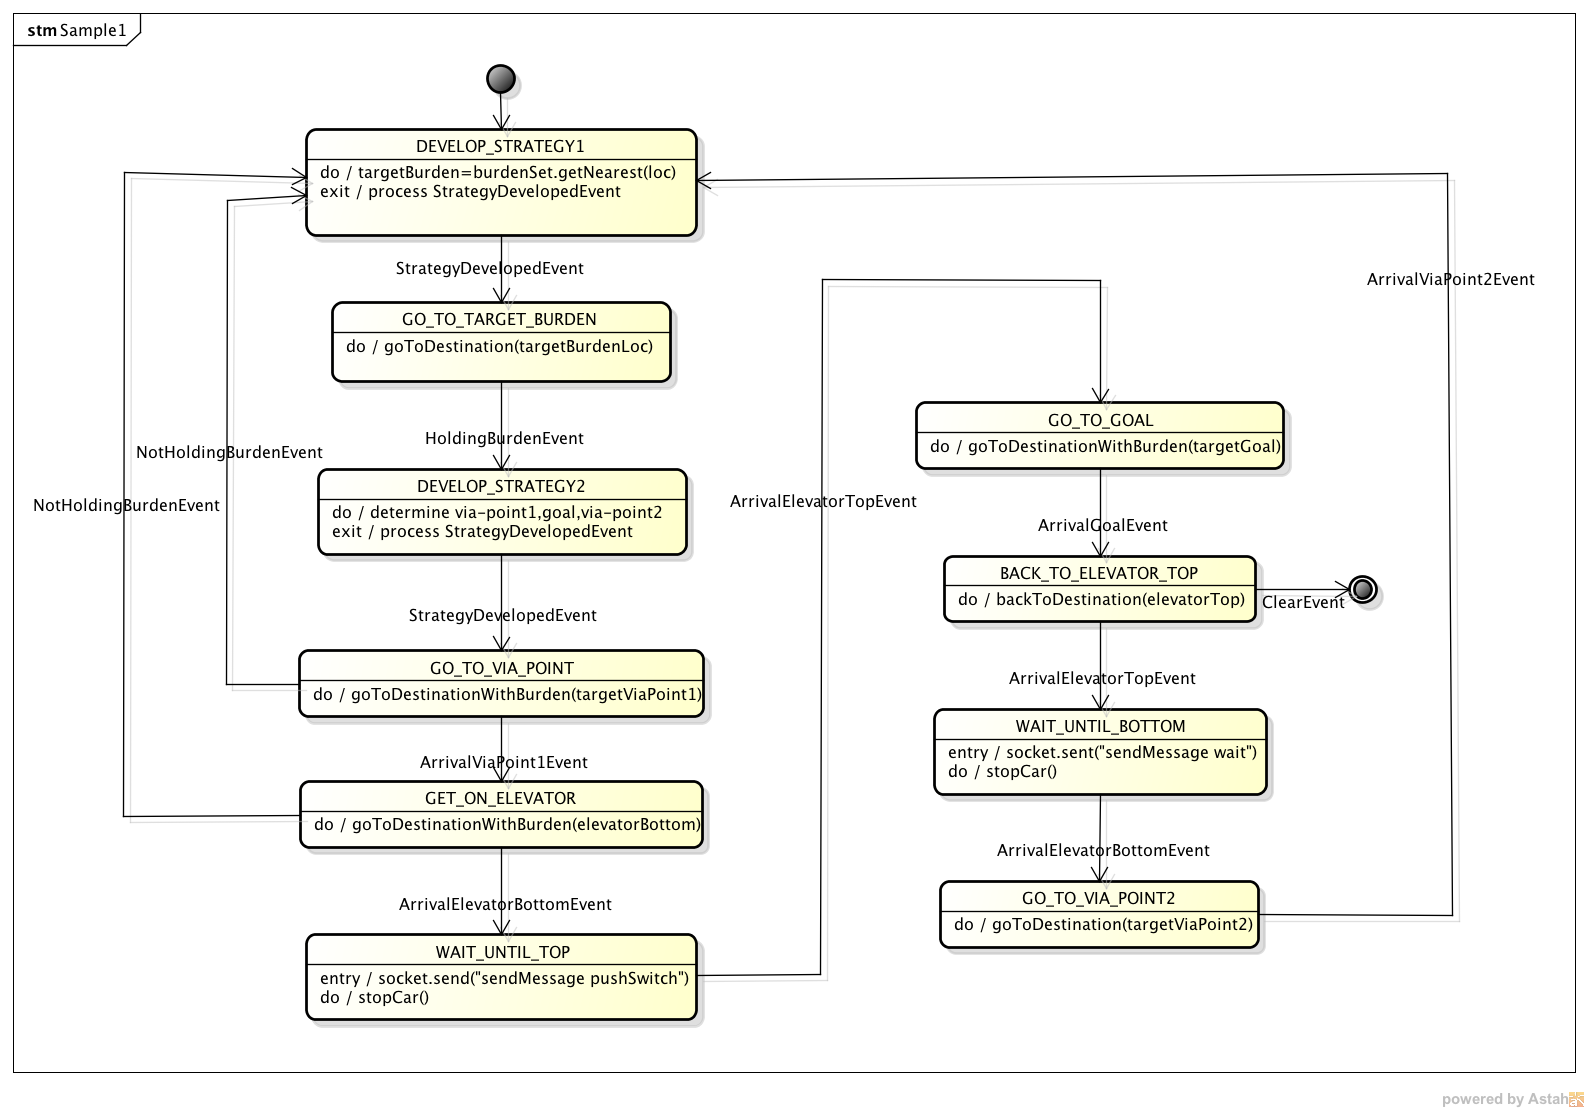 stm Sample1
DEVELOP_STRATEGY1
do / targetBurden=burdenSet.getNearest(loc)
exit / process StrategyDevelopedEvent
StrategyDevelopedEvent
GO_TO_TARGET_BURDEN
do / goToDestination(targetBurdenLoc)
HoldingBurdenEvent
NotHoldingBurdenEvent
NotHoldingBurdenEvent
DEVELOP_STRATEGY2
do / determine via-point1,goal,via-point2
exit / process StrategyDevelopedEvent
StrategyDevelopedEvent
GO_TO_VIA_POINT
do / goToDestinationWithBurden(targetViaPoint1)
ArrivalViaPoint1Event
GET_ON_ELEVATOR
do / goToDestinationWithBurden(elevatorBottom)
ArrivalElevatorBottomEvent
WAIT_UNTIL_TOP
entry / socket.send("sendMessage pushSwitch")
do / stopCar()
ArrivalElevatorTopEvent
GO_TO_GOAL
do / goToDestinationWithBurden(targetGoal)
ArrivalGoalEvent
BACK_TO_ELEVATOR_TOP
do / backToDestination(elevatorTop)
ClearEvent
ArrivalElevatorTopEvent
WAIT_UNTIL_BOTTOM
entry / socket.sent("sendMessage wait")
do / stopCar()
ArrivalElevatorBottomEvent
GO_TO_VIA_POINT2
do / goToDestination(targetViaPoint2)
ArrivalViaPoint2Event
powered by Astah